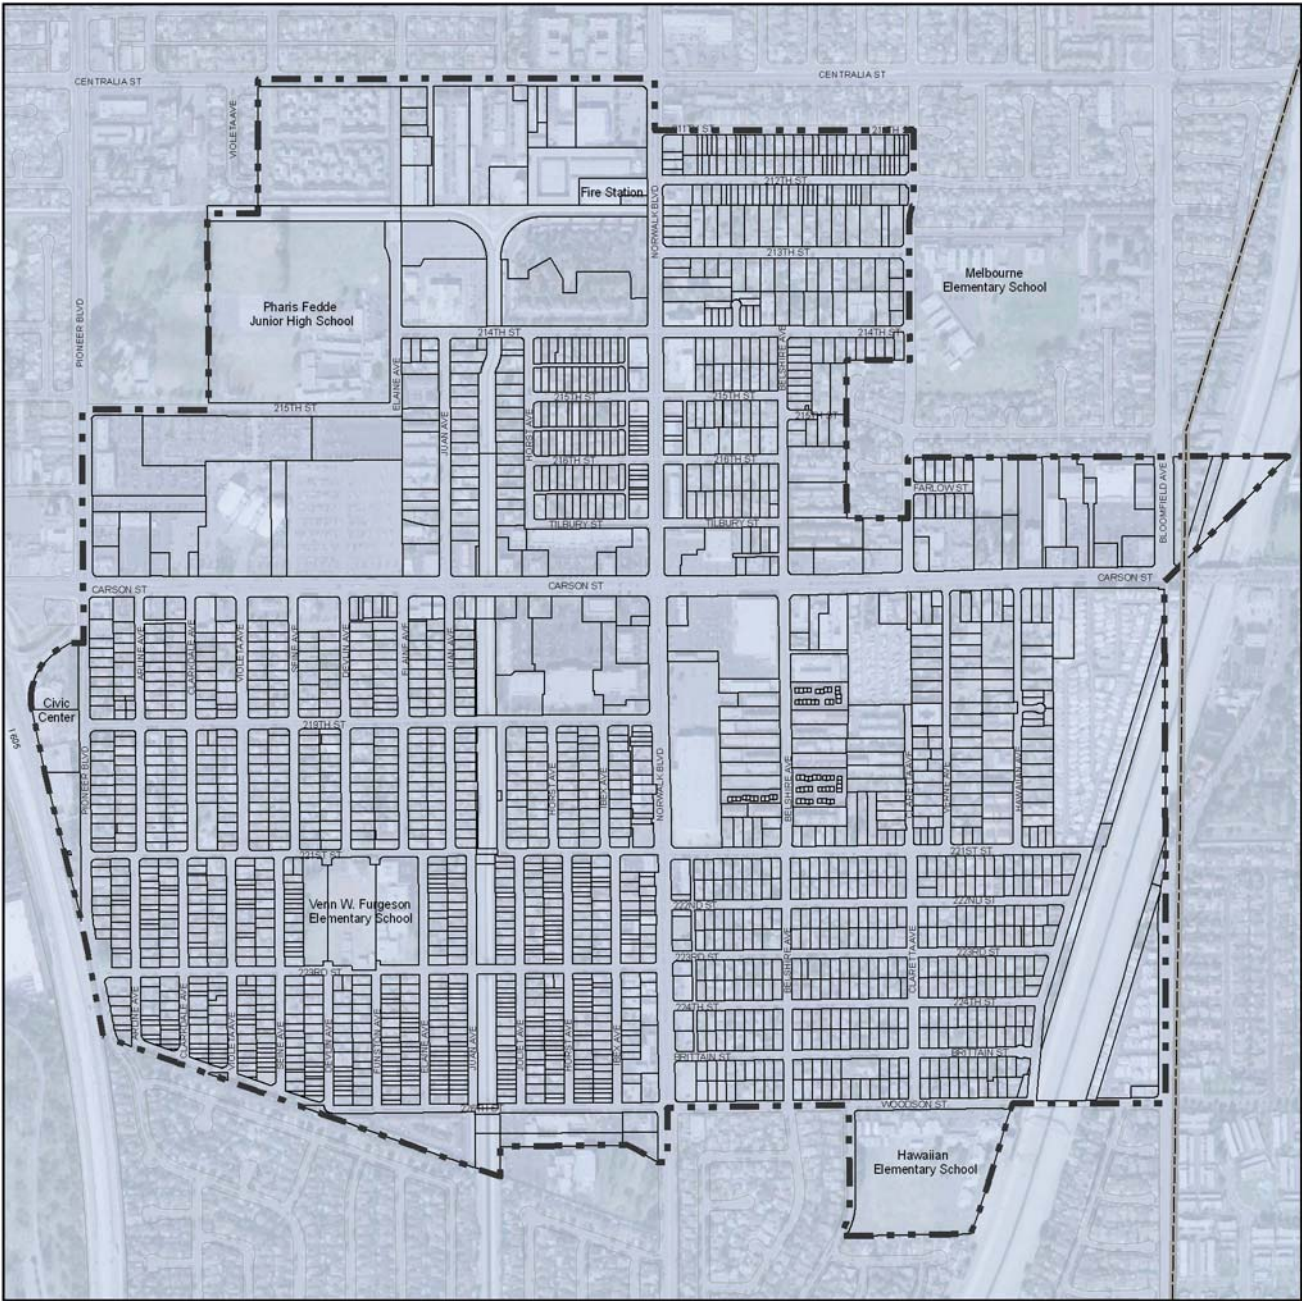 CENTRALIA ST
CENTRALIA ST
VIOLETA AVE
212TH ST
Fire Station
NORWALK BLVD
213TH ST
Melbourne
Elementary School
Pharis Fedde
Junior High School
PIONEER BLVD
214TH ST
214TH ST
BELSHIRE AVE
ELAINE AVE
215TH ST
215TH ST
215TH ST
JUAN AVE
HORST AVE
216TH ST
216TH ST
FARLOW ST
BLOOMFIELD AVE
TILBURY ST
TILBURY ST
CARSON ST
CARSON ST
CARSON ST
ARLINE AVE
CLARKDALE AVE
VIOLETA AVE
SEINE AVE
DEVLIN AVE
ELAINE AVE
JUAN AVE
Civic
Center
219TH ST
PIONEER BLVD
HORST AVE
IBEX AVE
NORWALK BLVD
BELSHIRE AVE
CLARETTA AVE
VERNE AVE
HAWAIIAN AVE
221ST ST
221ST ST
Venn W. Furgeson
Elementary School
222ND ST
222ND ST
223RD ST
223RD ST
223RD ST
BELSHIRE AVE
CLARETTA AVE
224TH ST
224TH ST
CLARKDALE AVE
VIOLETA AVE
SEINE AVE
DEVLIN AVE
FUNSTON AVE
ELAINE AVE
JUAN AVE
JOLIET AVE
HORST AVE
IBEX AVE
BRITTAIN ST
BRITTAIN ST
WOODSON ST
Hawaiian
Elementary School